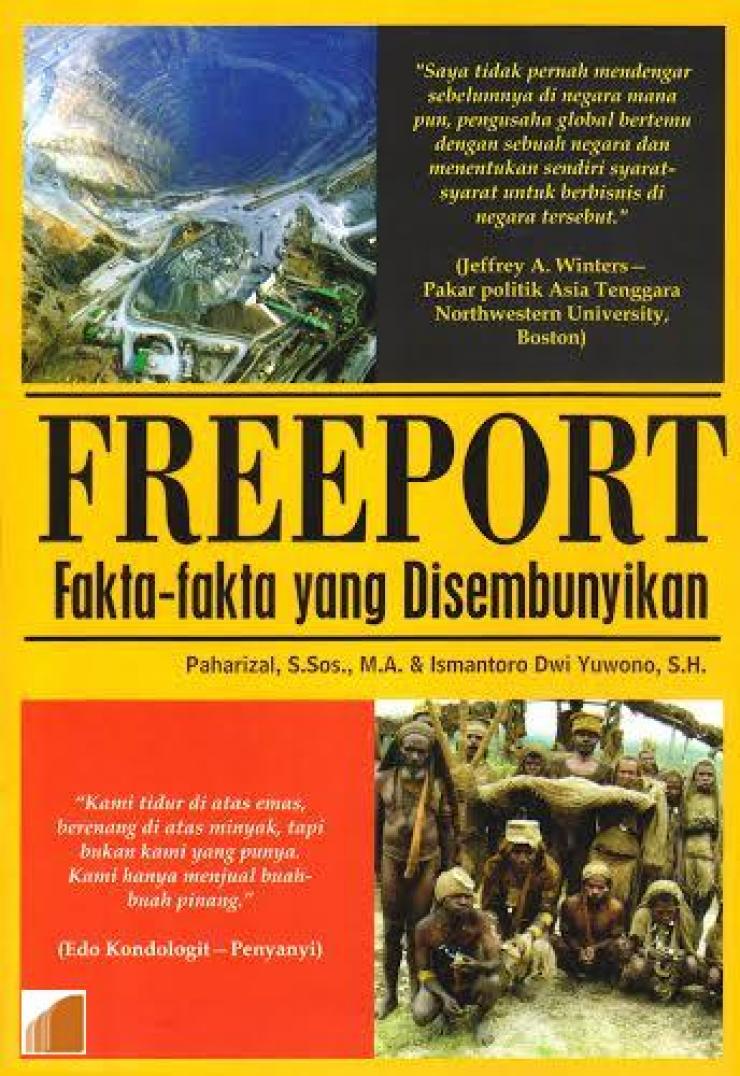 "Saya tidak pernah mendengar
sebelumnya di negara mana
pun, pengusaha global bertemu
dengan sebuah negara dan
menentukan sendiri syarat-
syarat untuk berbisnis di
negara tersebut."
(Jeffrey A. Winters—
Pakar politik Asia Tenggara
Northwestern University,
Boston)
FREEPORT
Fakta-fakta yang Disembunyikan
Paharizal, S.Sos., M.A. & Ismantoro Dwi Yuwono, S.H.
"Kami tidur di atas emas,
berenang di atas minyak, tapi
bukan kami yang punya.
Kami hanya menjual buah-
buah pinang."
(Edo Kondologit—Penyanyi)